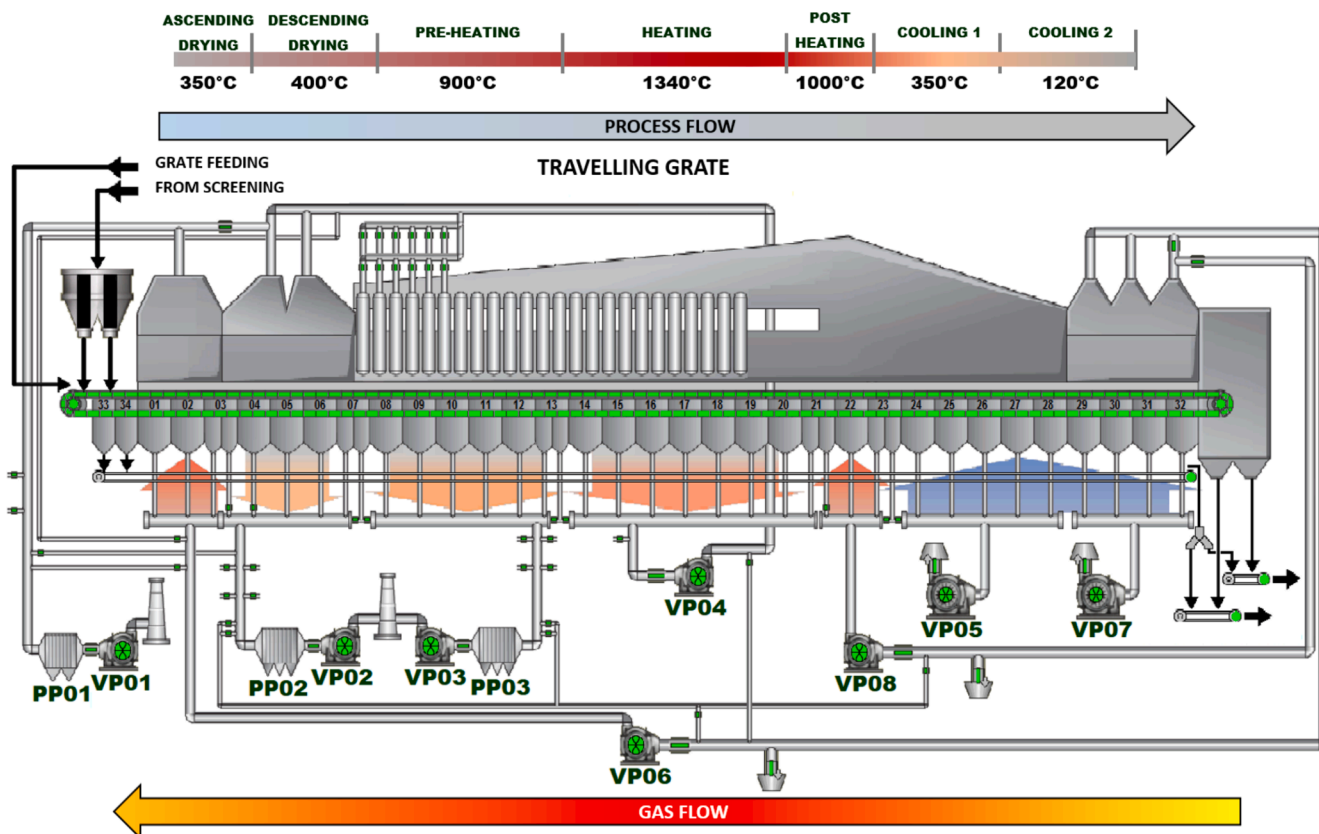 ASCENDING DRYING
DESCENDING DRYING
PRE-HEATING
HEATING
POST HEATING
COOLING 1
COOLING 2
350°C
400°C
900°C
1340°C
1000°C
350°C
120°C
PROCESS FLOW
GRATE FEEDING
TRAVELLING GRATE
FROM SCREENING
33 34 01 02 03 04 05 06 07 08 09 10 11 12 13 14 15 16 17 18 19 20 21 22 23 24 25 26 27 28 29 30 31 32
VP04
VP05
VP07
PP01
VP01
PP02
VP02
VP03
PP03
VP08
VP06
GAS FLOW